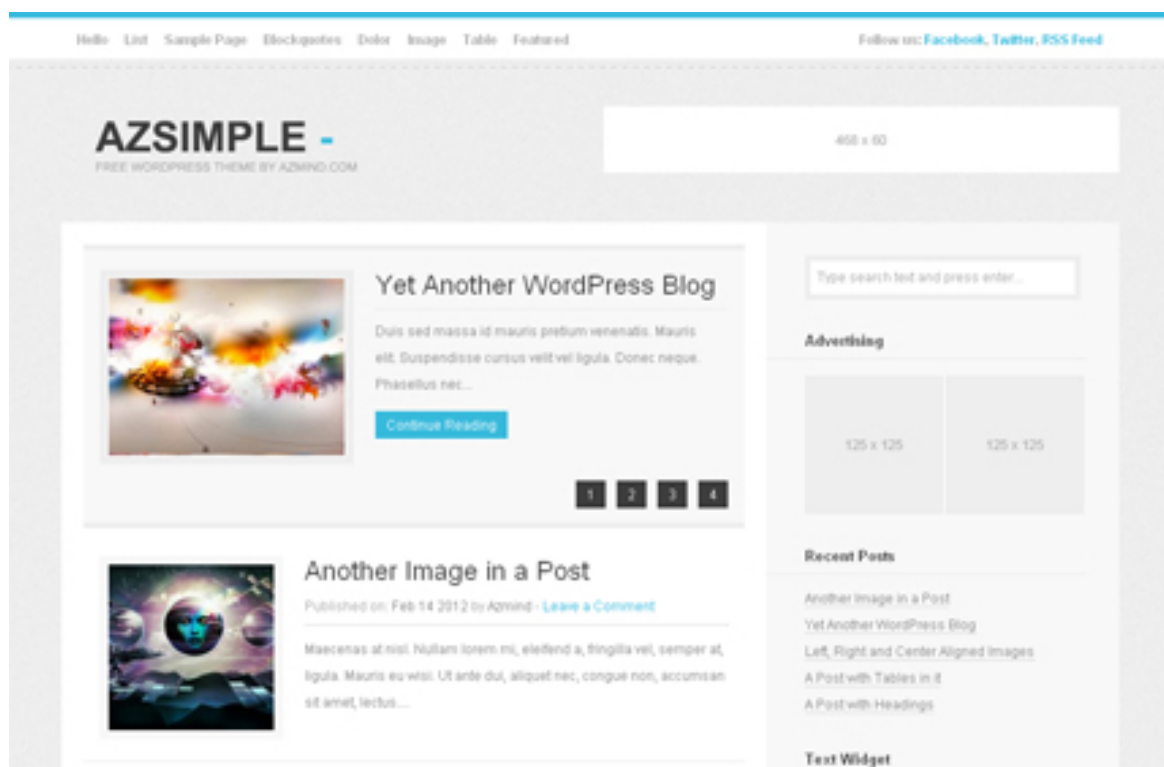 Hello List Sample Page Blockquotes Dolor Image Table Featured
Follow us: Facebook, Twitter, RSS Feed
AZSIMPLE -
FREE WORDPRESS THEME BY AZMIND.COM
468 x 60
Yet Another WordPress Blog
Duis sed massa id mauris pretium venenatis. Mauris
elit. Suspendisse cursus velit vel ligula. Donec neque.
Phasellus nec...
Continue Reading
1 2 3 4
Another Image in a Post
Published on: Feb 14 2012 by Azmind - Leave a Comment
Maecenas at nisl. Nullam lorem mi, eleifend a, fringilla vel, semper at,
ligula. Mauris eu wisi. Ut ante dui, aliquet nec, congue non, accumsan
sit amet, lectus....
Type search text and press enter...
Advertising
125 x 125 125 x 125
Recent Posts
Another Image in a Post
Yet Another WordPress Blog
Left, Right and Center Aligned Images
A Post with Tables in it
A Post with Headings
Text Widget